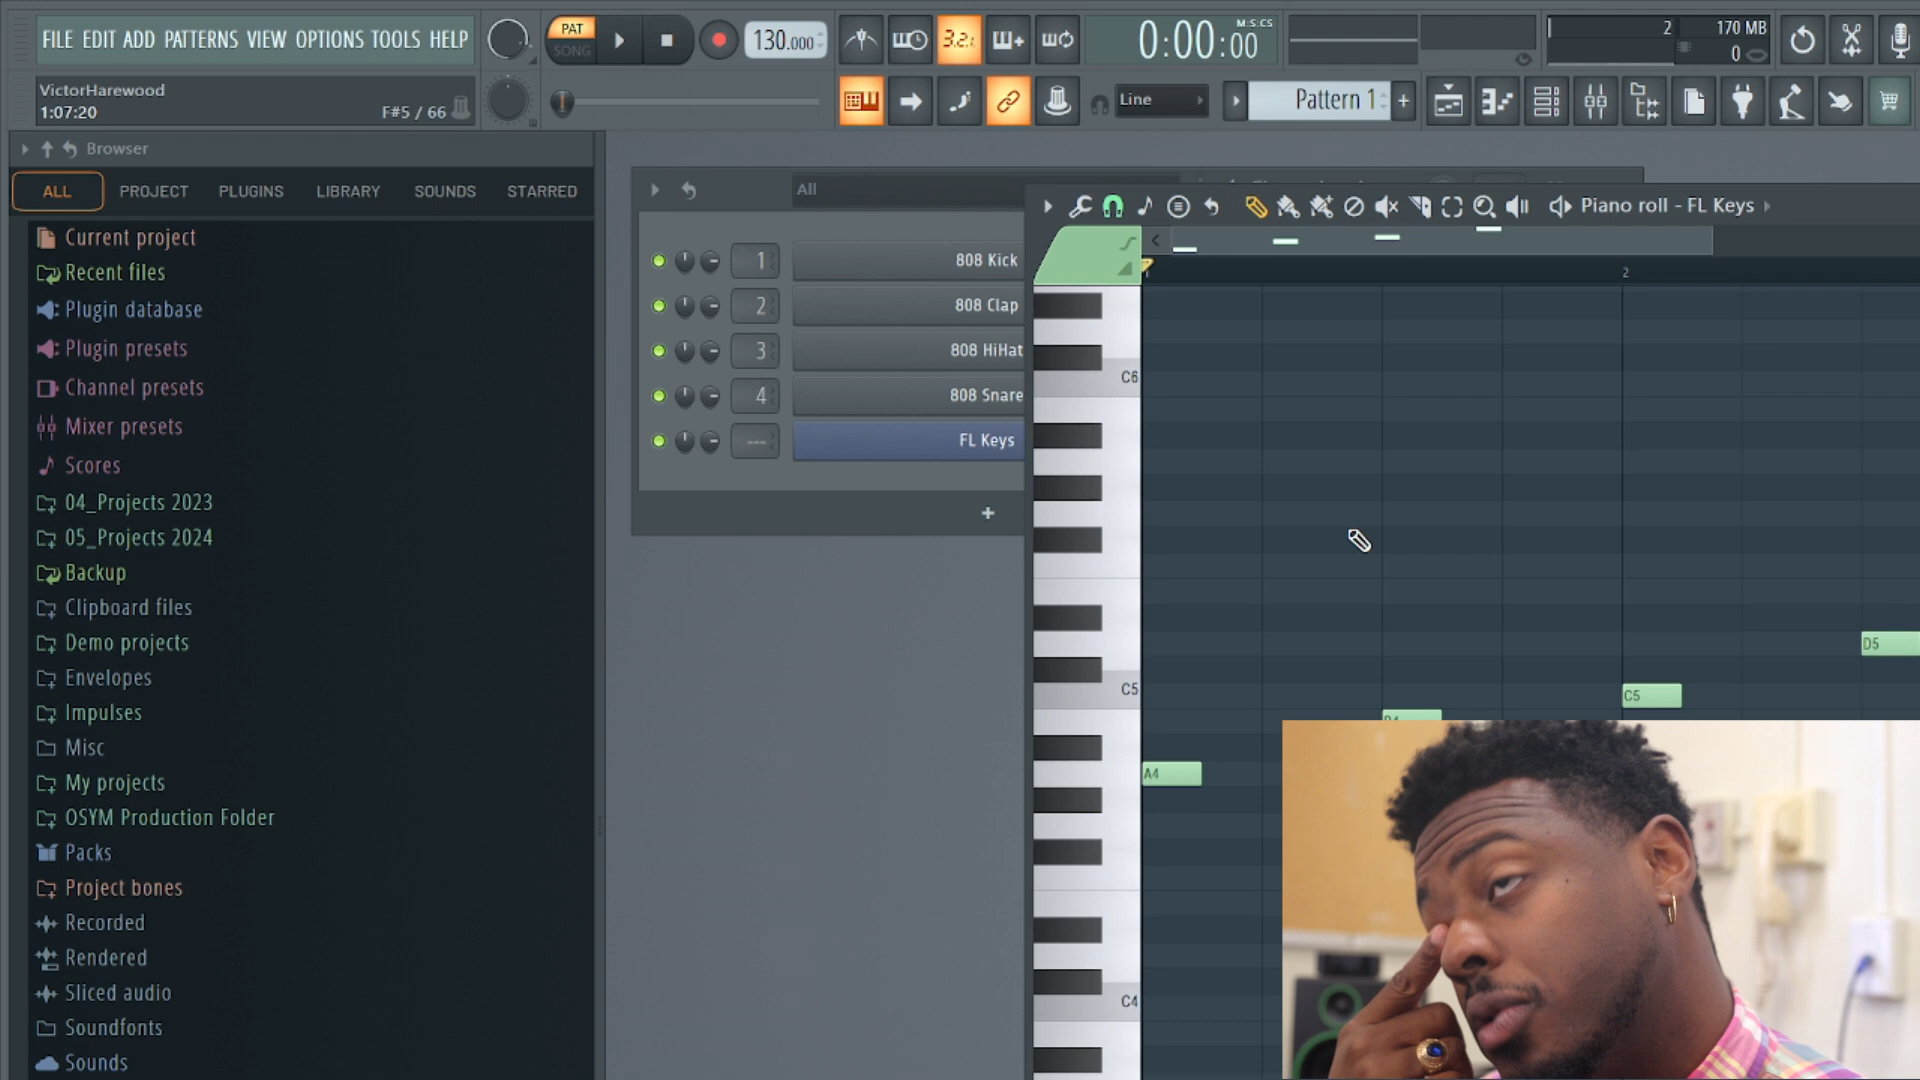 FILE EDIT ADD PATTERNS VIEW OPTIONS TOOLS HELP
PAT
SONG
130.000
3.2.
0:00:00
M:S:CS
2
170 MB
0
VictorHarewood
1:07:20
F#5 / 66
Line
Pattern 1
Browser
ALL
PROJECT
PLUGINS
LIBRARY
SOUNDS
STARRED
Current project
Recent files
Plugin database
Plugin presets
Channel presets
Mixer presets
Scores
04_Projects 2023
05_Projects 2024
Backup
Clipboard files
Demo projects
Envelopes
Impulses
Misc
My projects
OSYM Production Folder
Packs
Project bones
Recorded
Rendered
Sliced audio
Soundfonts
Sounds
All
1
808 Kick
2
808 Clap
3
808 HiHat
4
808 Snare
---
FL Keys
Piano roll - FL Keys
2
C6
D5
C5
C5
A4
C4